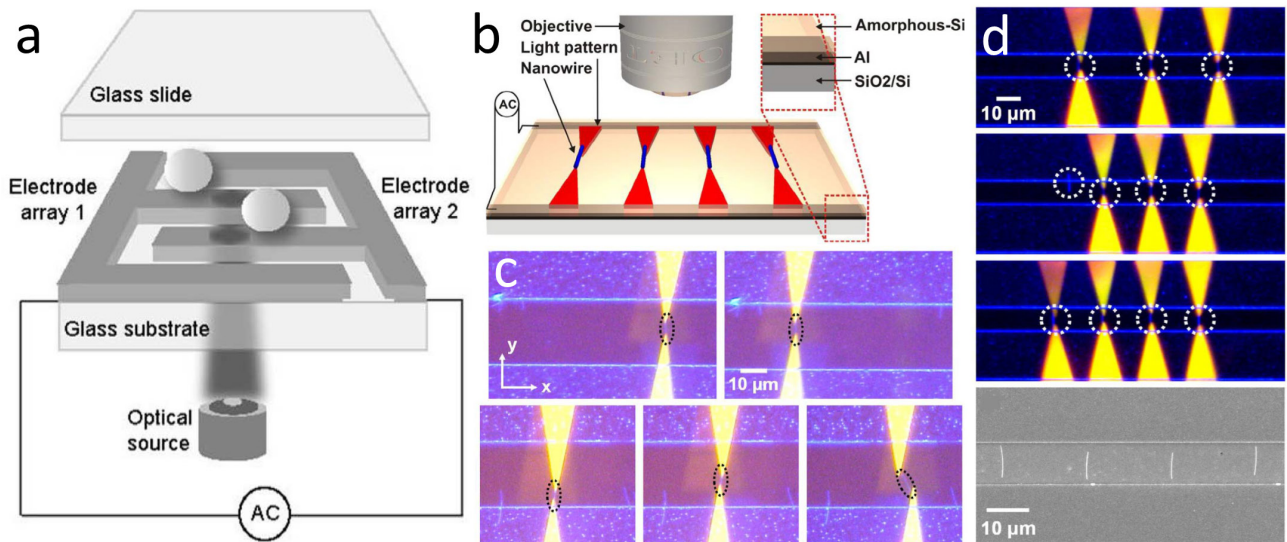 a
Glass slide
Electrode
array 1
Electrode
array 2
Glass substrate
Optical
source
AC
b
Objective
Light pattern
Nanowire
AC
Amorphous-Si
Al
SiO2/Si
c
y
x
10 µm
d
10 µm
10 µm